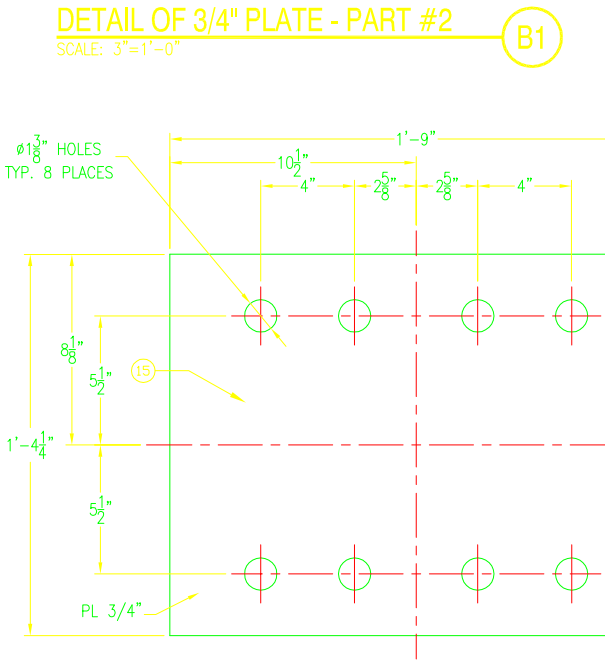 DETAIL OF 3/4" PLATE - PART #2
B1
SCALE: 3"=1'-0"
1'-9"
ø1 3/8" HOLES
TYP. 8 PLACES
10 1/2"
4"
2 5/8"
2 5/8"
4"
8 1/8"
15
5 1/2"
1'-4 1/4"
5 1/2"
PL 3/4"